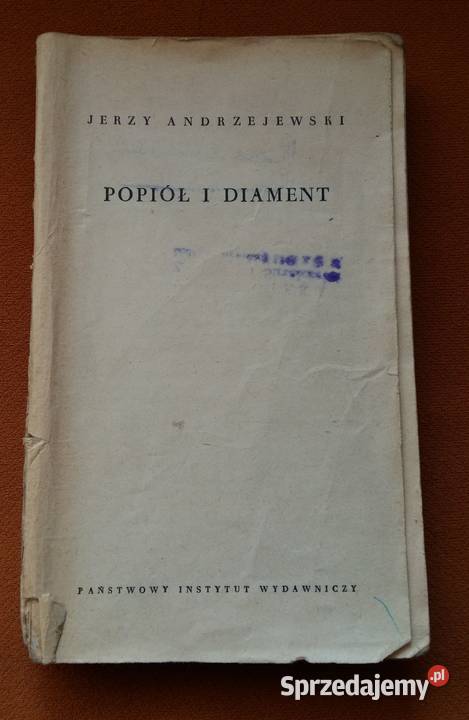 JERZY ANDRZEJEWSKI
POPIÓŁ I DIAMENT
PAŃSTWOWY INSTYTUT WYDAWNICZY
Sprzedajemy.pl